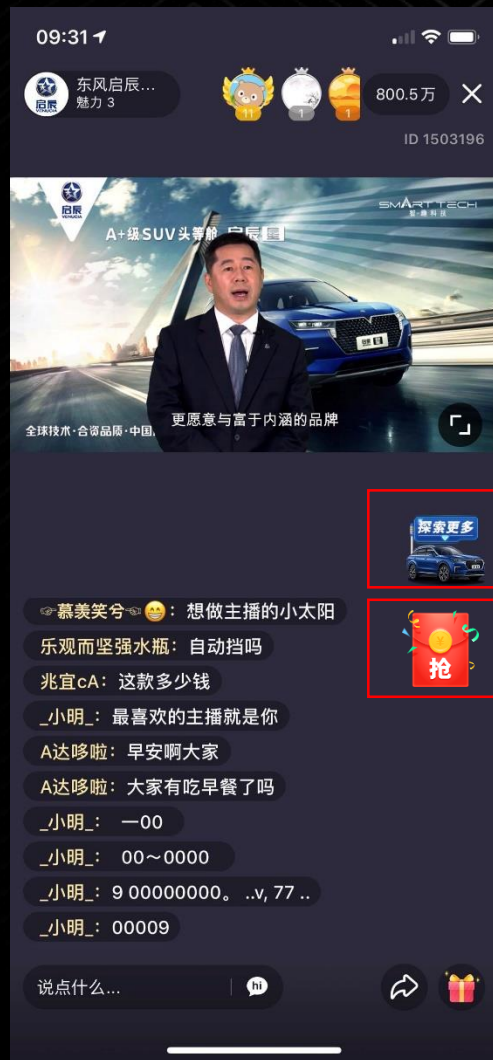 09:31
启辰
东风启辰...
魅力 3
11
1
1
800.5万
ID 1503196
启辰
VENUCIA
SMART TECH
A+级SUV头等舱 启辰星
全球技术·合资品质·中国
更愿意与富于内涵的品牌
探索更多
抢
☞慕羡笑兮☜😁：想做主播的小太阳
乐观而坚强水瓶：自动挡吗
兆宜cA：这款多少钱
_小明_：最喜欢的主播就是你
A达哆啦：早安啊大家
A达哆啦：大家有吃早餐了吗
_小明_： 一00
_小明_： 00～0000
_小明_：9 00000000。 ..v, 77 ..
_小明_：00009
说点什么...
hi